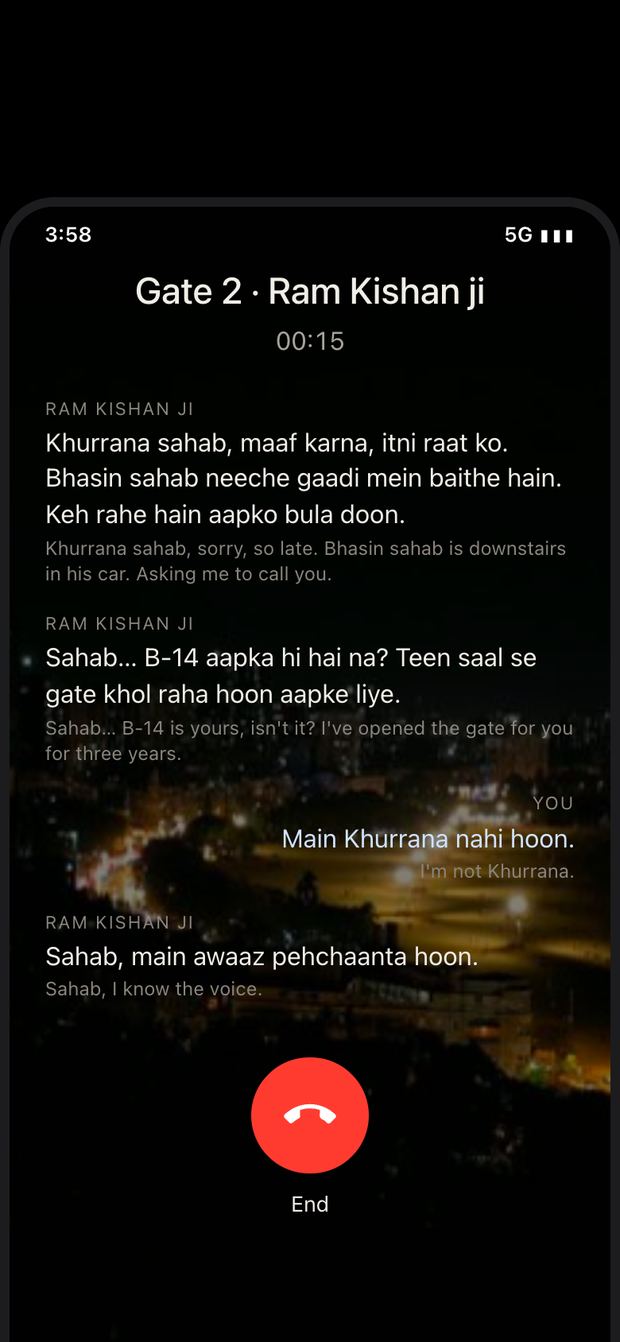 3:58
5G
Gate 2 · Ram Kishan ji
00:15
RAM KISHAN JI
Khurrana sahab, maaf karna, itni raat ko.
Bhasin sahab neeche gaadi mein baithe hain.
Keh rahe hain aapko bula doon.
Khurrana sahab, sorry, so late. Bhasin sahab is downstairs
in his car. Asking me to call you.
RAM KISHAN JI
Sahab... B-14 aapka hi hai na? Teen saal se
gate khol raha hoon aapke liye.
Sahab... B-14 is yours, isn't it? I've opened the gate for you
for three years.
YOU
Main Khurrana nahi hoon.
I'm not Khurrana.
RAM KISHAN JI
Sahab, main awaaz pehchaanta hoon.
Sahab, I know the voice.
End